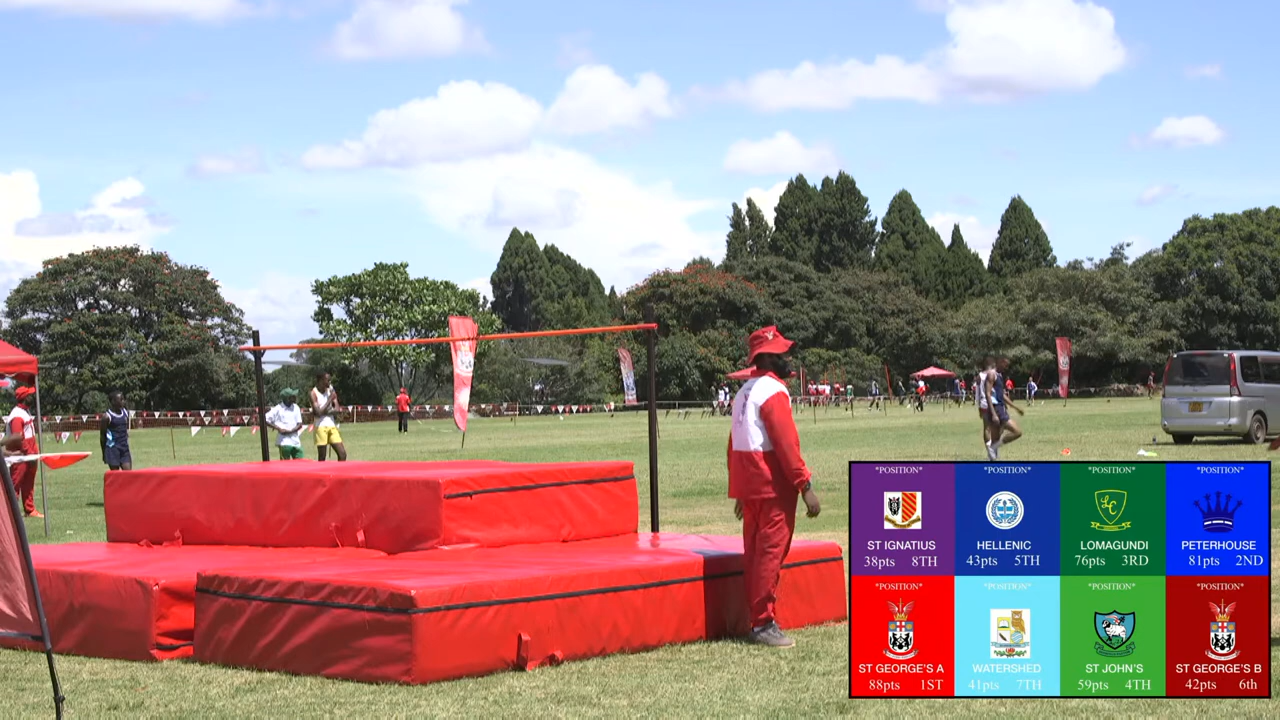 *POSITION* *POSITION* *POSITION* *POSITION*
ST IGNATIUS HELLENIC LOMAGUNDI PETERHOUSE
38pts 8TH 43pts 5TH 76pts 3RD 81pts 2ND
*POSITION* *POSITION* *POSITION* *POSITION*
ST GEORGE'S A WATERSHED ST JOHN'S ST GEORGE'S B
88pts 1ST 41pts 7TH 59pts 4TH 42pts 6th